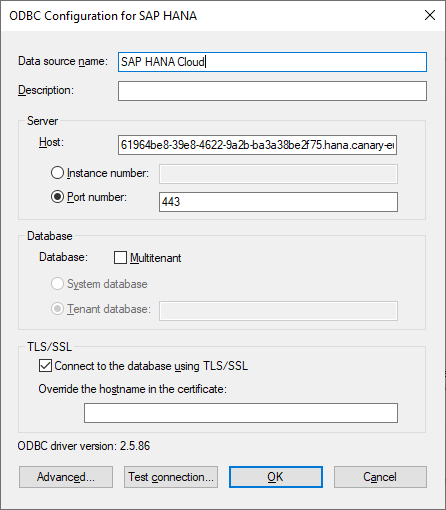 ODBC Configuration for SAP HANA
Data source name: SAP HANA Cloud
Description:
Server
Host: 61964be8-39e8-4622-9a2b-ba3a38be2f75.hana.canary-eu
Instance number:
Port number: 443
Database
Database: Multitenant
System database
Tenant database:
TLS/SSL
Connect to the database using TLS/SSL
Override the hostname in the certificate:
ODBC driver version: 2.5.86
Advanced... Test connection... OK Cancel